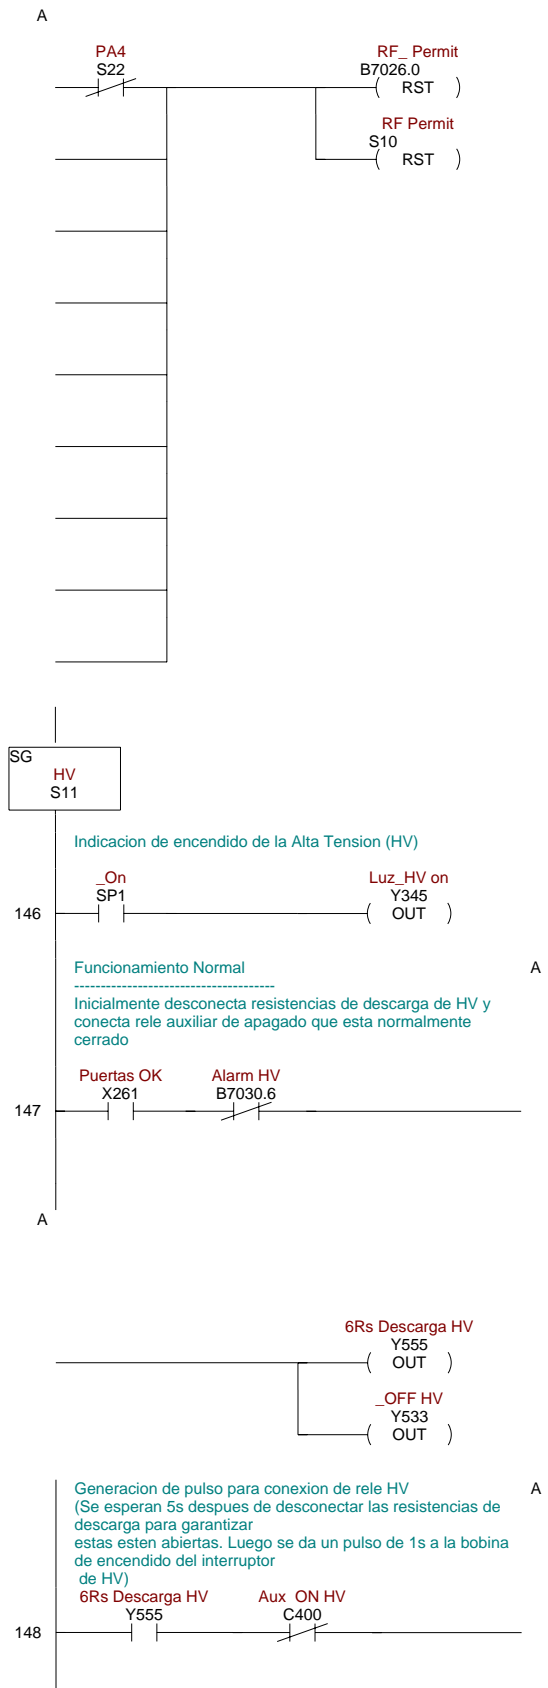 A
PA4
S22
RF_ Permit
B7026.0
( RST )
RF Permit
S10
( RST )
SG
HV
S11
Indicacion de encendido de la Alta Tension (HV)
_On
SP1
Luz_HV on
Y345
146
( OUT )
Funcionamiento Normal
A
-------------------------------------
Inicialmente desconecta resistencias de descarga de HV y
conecta rele auxiliar de apagado que esta normalmente
cerrado
Puertas OK
X261
Alarm HV
B7030.6
147
A
6Rs Descarga HV
Y555
( OUT )
_OFF HV
Y533
( OUT )
Generacion de pulso para conexion de rele HV
A
(Se esperan 5s despues de desconectar las resistencias de
descarga para garantizar
estas esten abiertas. Luego se da un pulso de 1s a la bobina
de encendido del interruptor
de HV)
6Rs Descarga HV
Y555
Aux ON HV
C400
148